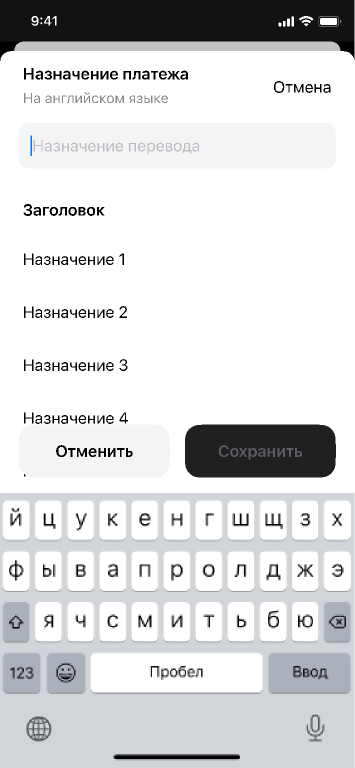 9:41
Назначение платежа
Отмена
На английском языке
Назначение перевода
Заголовок
Назначение 1
Назначение 2
Назначение 3
Назначение 4
Отменить Сохранить
й ц у к е н г ш щ з х
ф ы в а п р о л д ж э
я ч с м и т ь б ю
123 Пробел Ввод